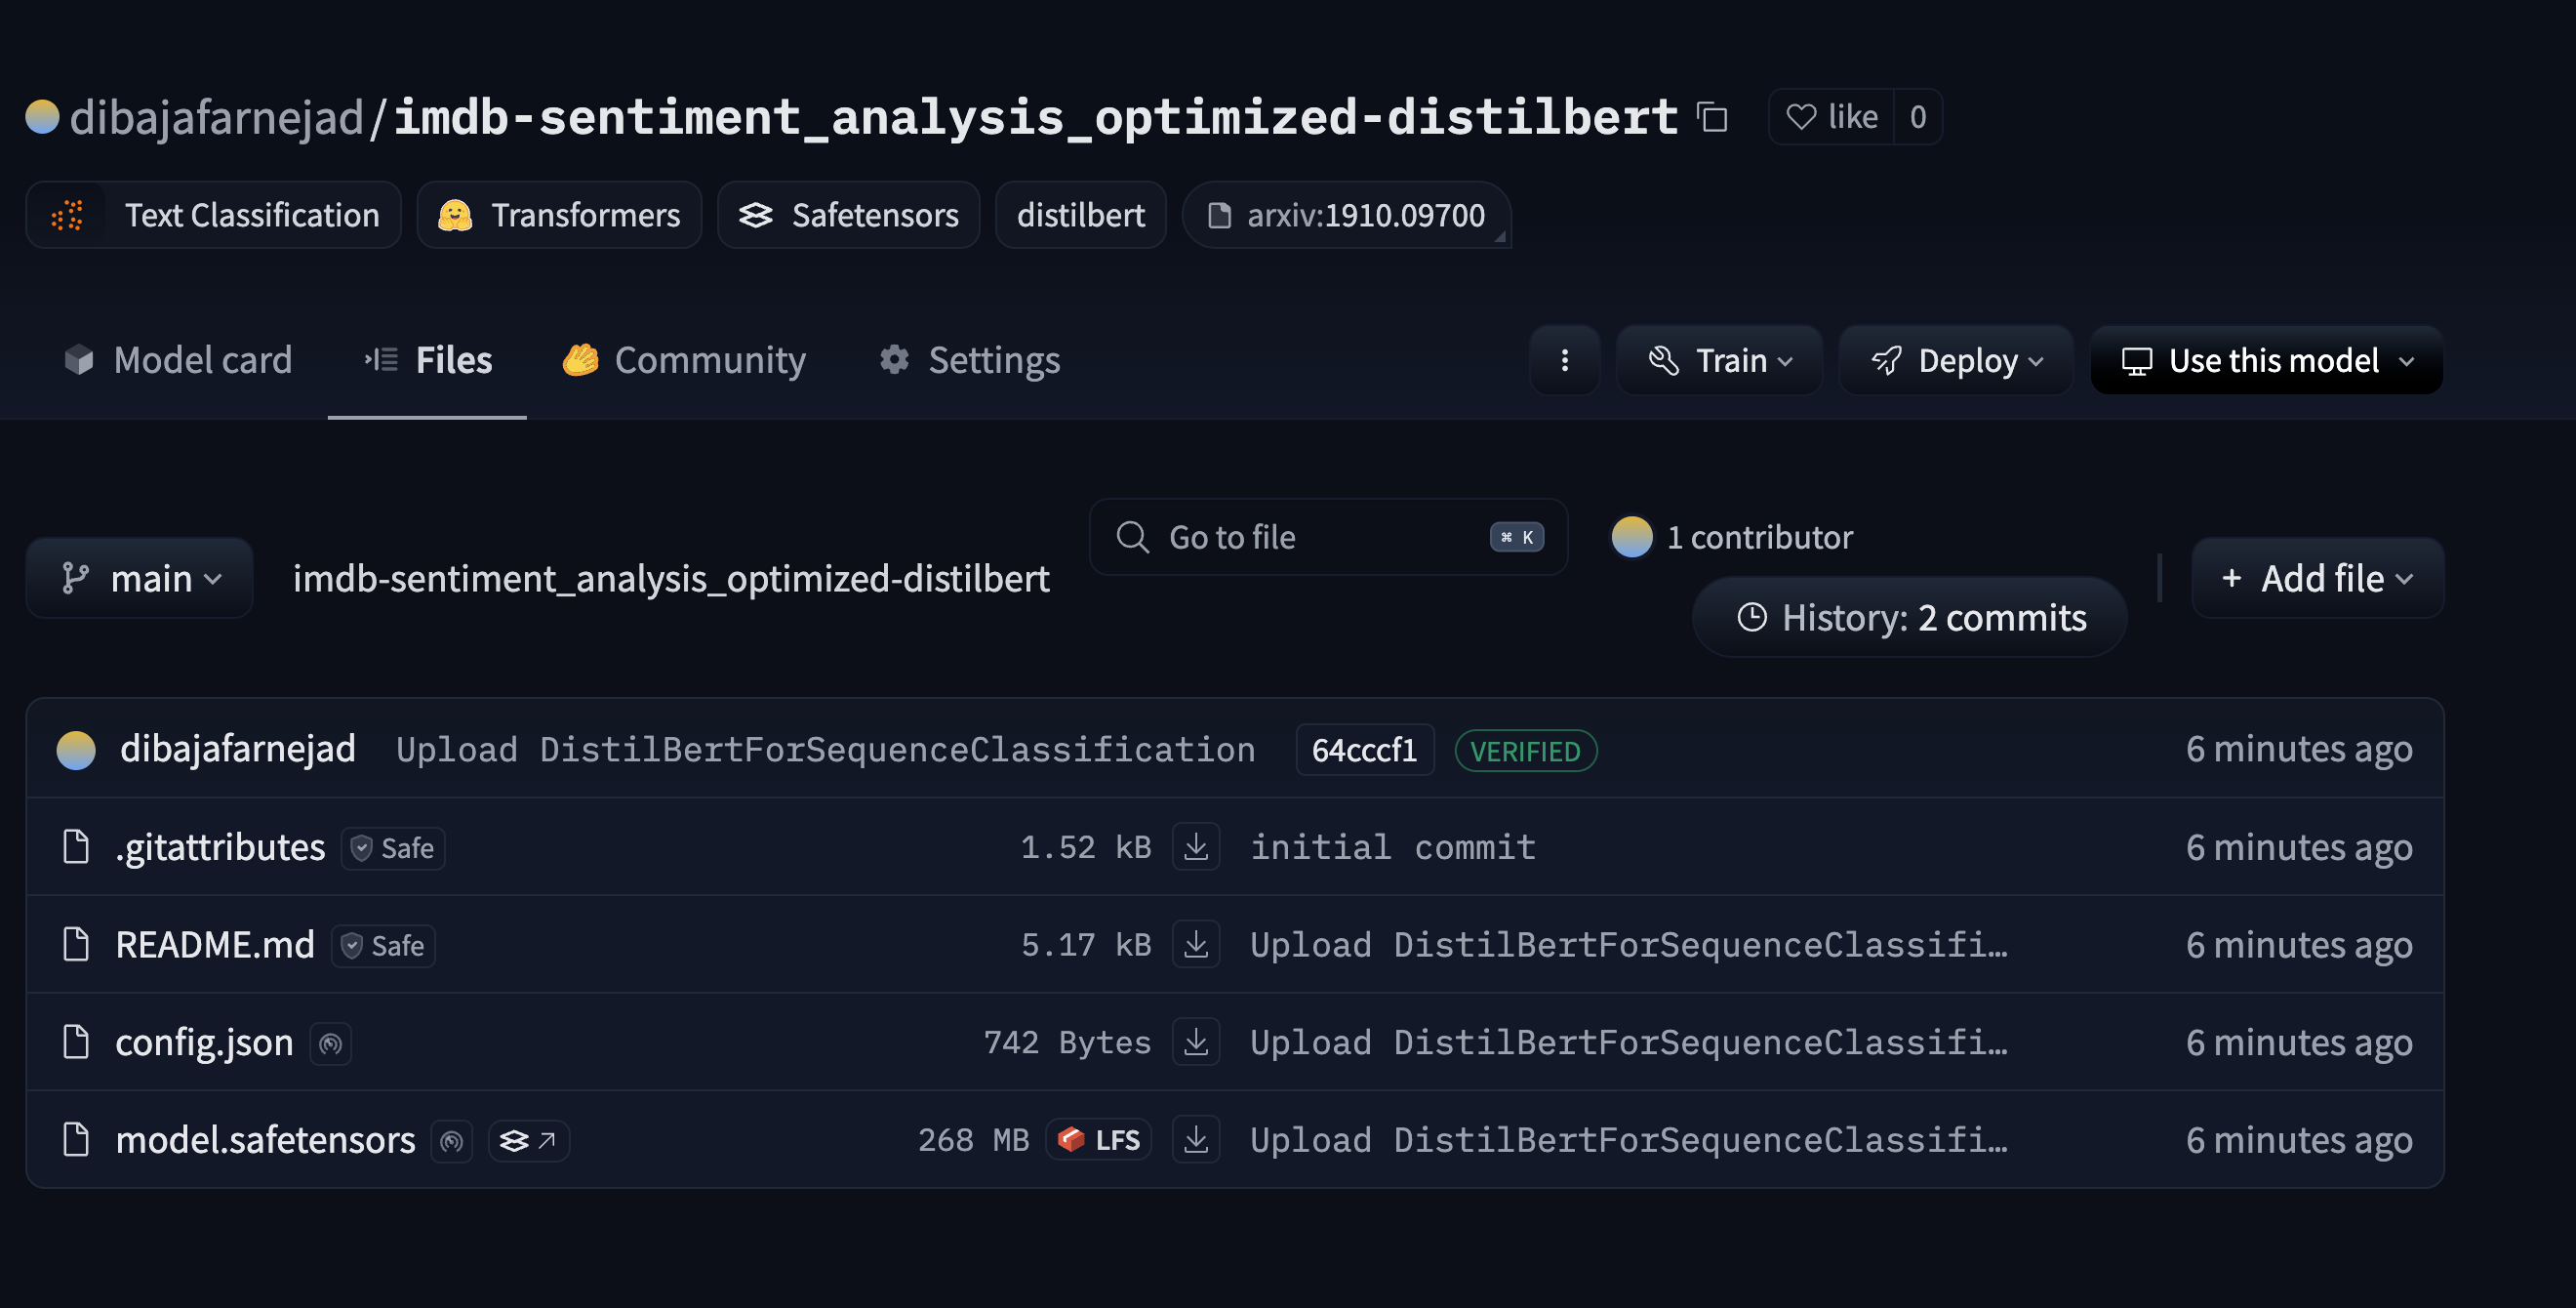 dibajafarnejad/imdb-sentiment_analysis_optimized-distilbert like 0
Text Classification Transformers Safetensors distilbert arxiv:1910.09700
Model card Files Community Settings Train Deploy Use this model
main imdb-sentiment_analysis_optimized-distilbert Go to file ⌘ K 1 contributor
History: 2 commits + Add file
dibajafarnejad Upload DistilBertForSequenceClassification 64cccf1 VERIFIED 6 minutes ago
.gitattributes Safe 1.52 kB initial commit 6 minutes ago
README.md Safe 5.17 kB Upload DistilBertForSequenceClassifi… 6 minutes ago
config.json 742 Bytes Upload DistilBertForSequenceClassifi… 6 minutes ago
model.safetensors 268 MB LFS Upload DistilBertForSequenceClassifi… 6 minutes ago